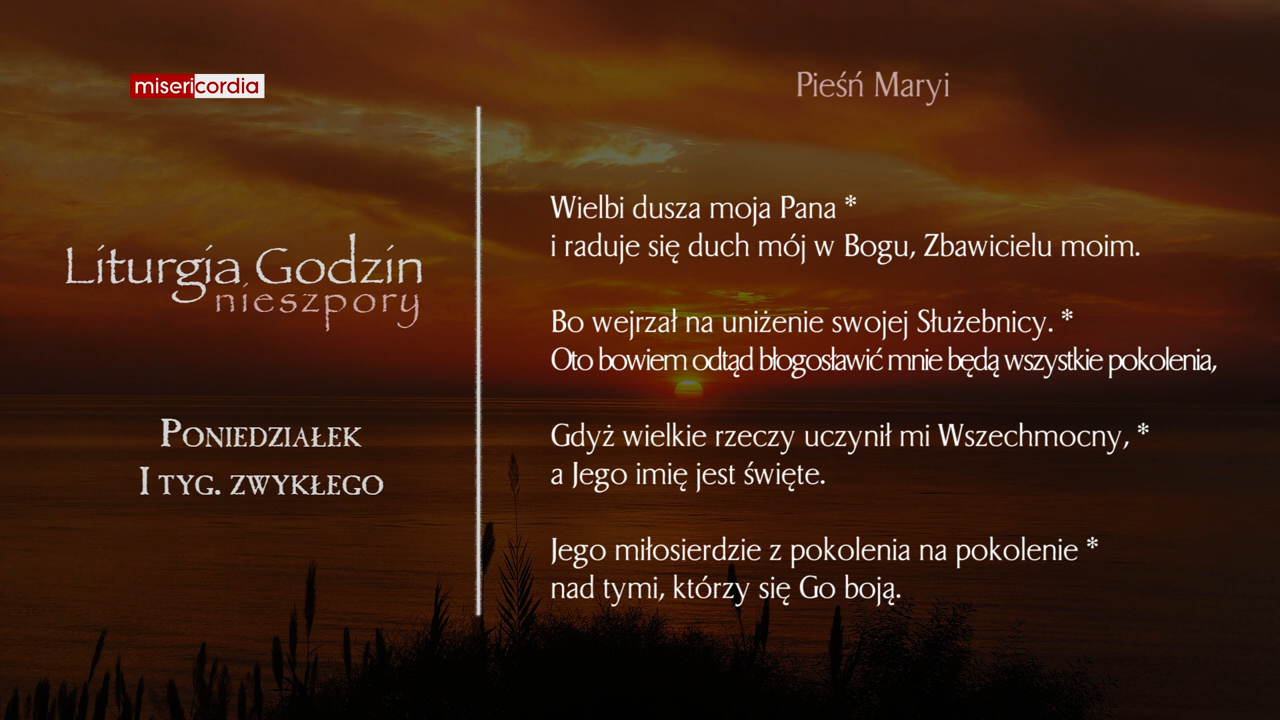 misericordia
Liturgia Godzin
nieszpory
Poniedziałek
I tyg. zwykłego
Pieśń Maryi
Wielbi dusza moja Pana *
i raduje się duch mój w Bogu, Zbawicielu moim.
Bo wejrzał na uniżenie swojej Służebnicy. *
Oto bowiem odtąd błogosławić mnie będą wszystkie pokolenia,
Gdyż wielkie rzeczy uczynił mi Wszechmocny, *
a Jego imię jest święte.
Jego miłosierdzie z pokolenia na pokolenie *
nad tymi, którzy się Go boją.